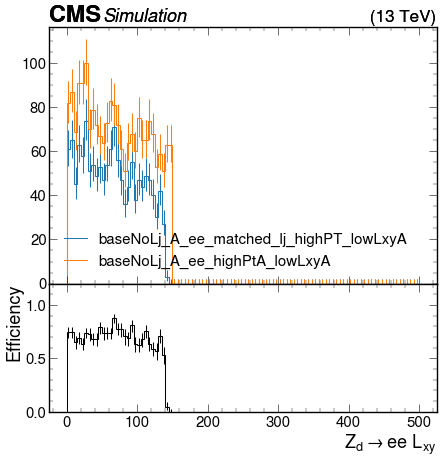 CMS Simulation (13 TeV)
100
80
60
40
20
0
baseNoLj_A_ee_matched_lj_highPT_lowLxyA
baseNoLj_A_ee_highPtA_lowLxyA
Efficiency
1.0
0.5
0.0
0 100 200 300 400 500
Z_d → ee L_xy